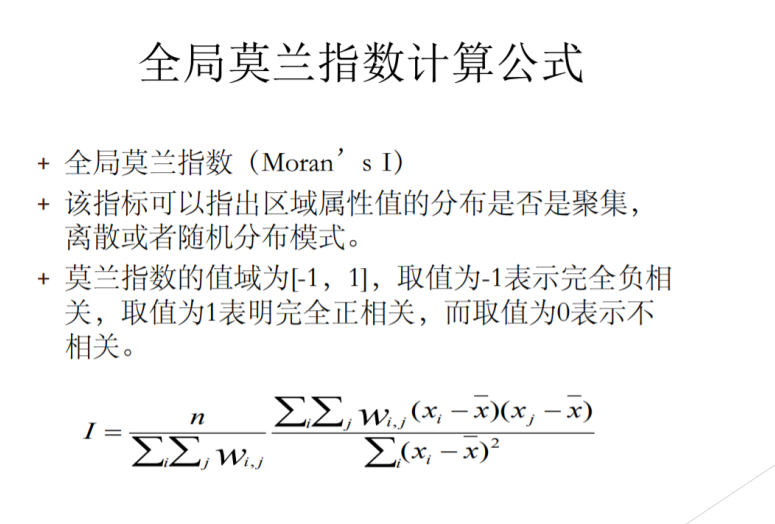 全局莫兰指数计算公式
+ 全局莫兰指数（Moran’s I）
+ 该指标可以指出区域属性值的分布是否是聚集，
离散或者随机分布模式。
+ 莫兰指数的值域为[-1，1]，取值为-1表示完全负相
关，取值为1表明完全正相关，而取值为0表示不
相关。
I = \frac{n}{\sum_i \sum_j w_{i,j}} \frac{\sum_i \sum_j w_{i,j}(x_i - \overline{x})(x_j - \overline{x})}{\sum_i (x_i - \overline{x})^2}